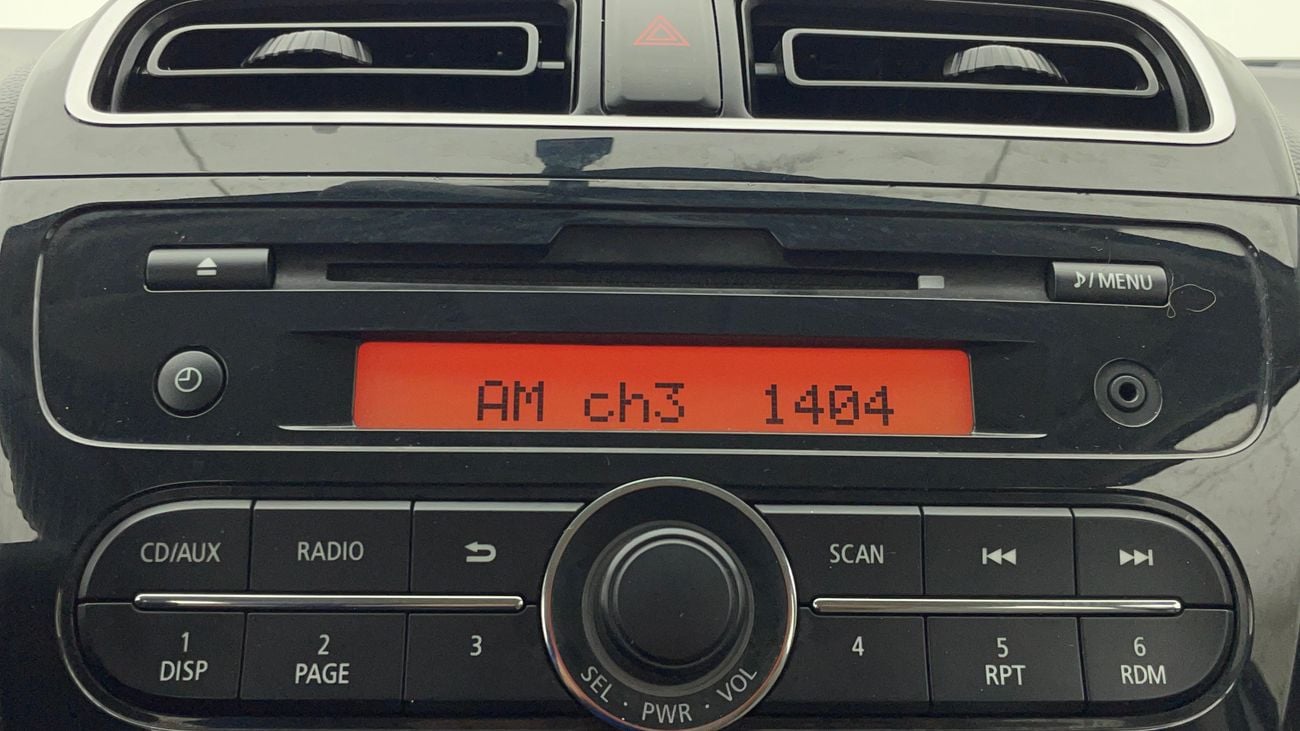 ♪/MENU
AM ch3 1404
CD/AUX RADIO SCAN
1 2 3 4 5 6
DISP PAGE RPT RDM
SEL · PWR · VOL